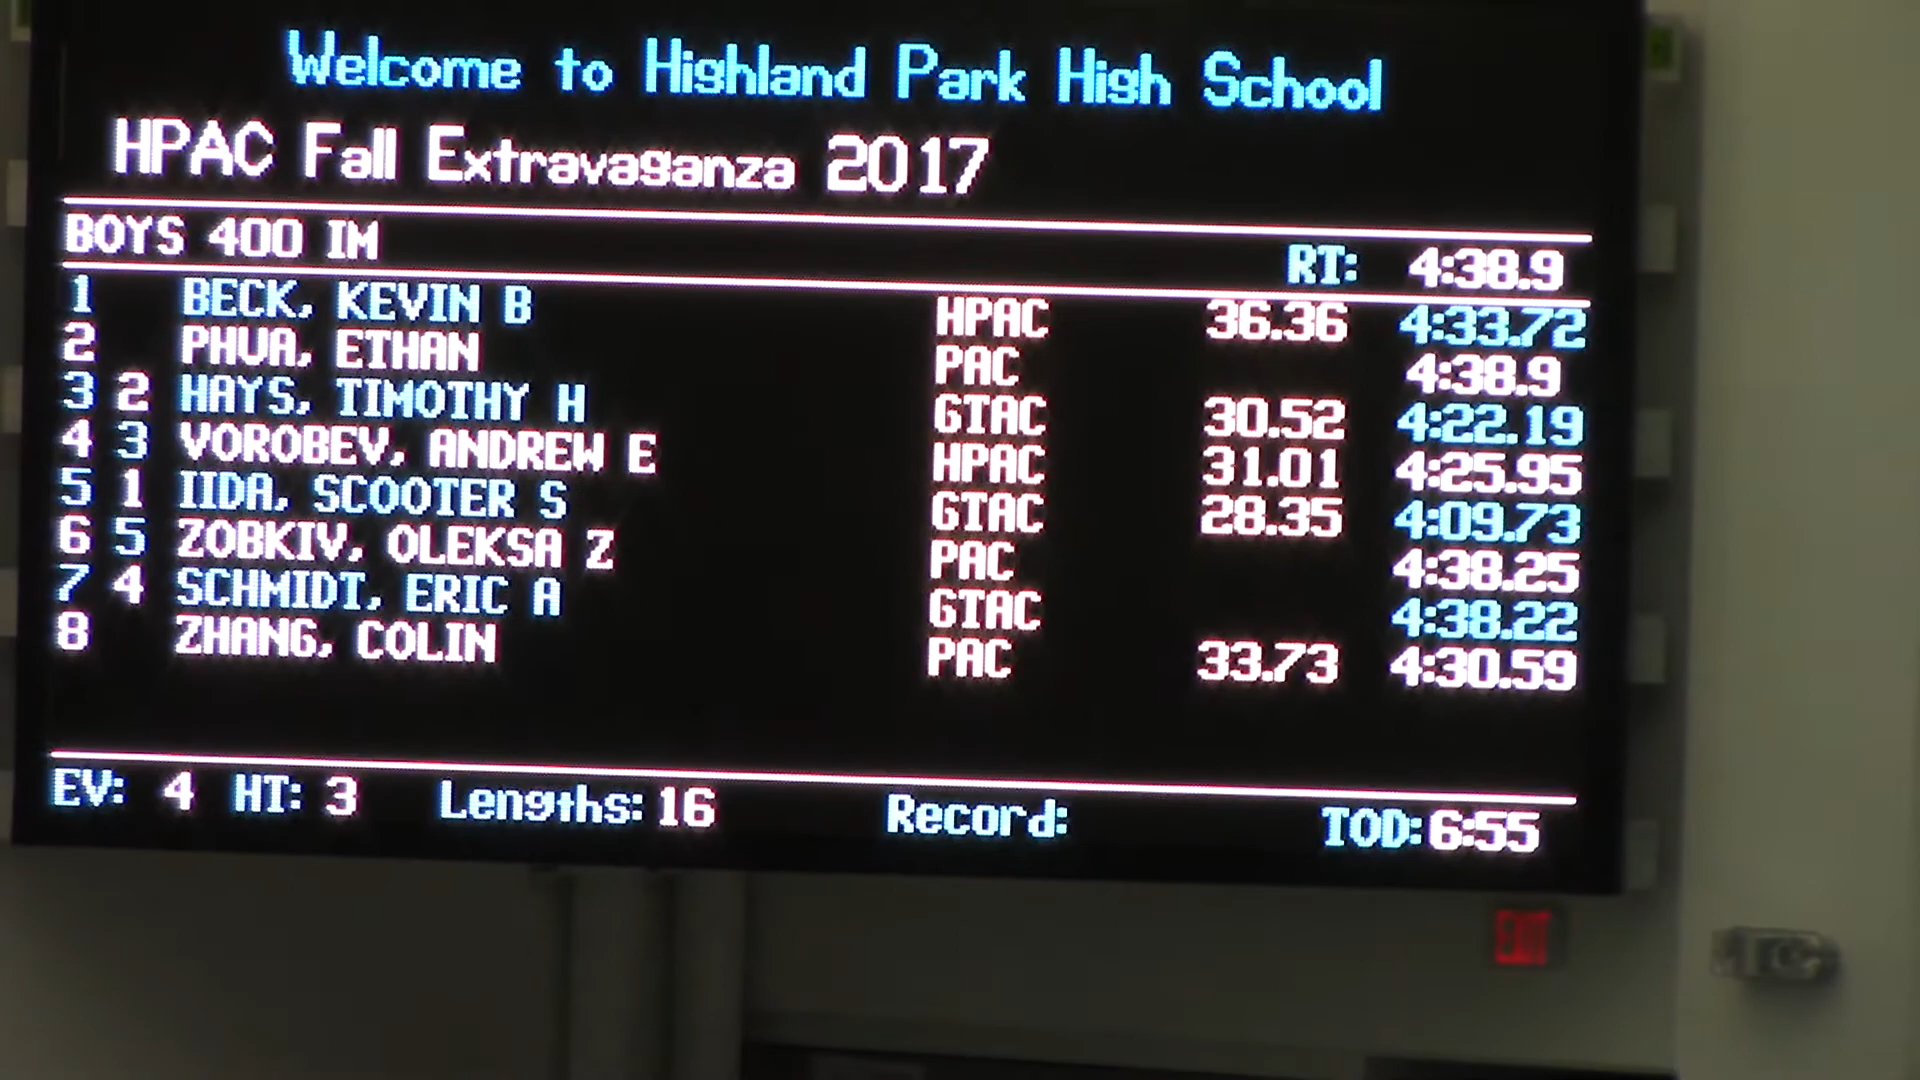 Welcome to Highland Park High School
HPAC Fall Extravaganza 2017
BOYS 400 IM RT: 4:38.9
1 BECK, KEVIN B HPAC 36.36 4:33.72
2 PHUA, ETHAN PAC 4:38.9
3 2 HAYS, TIMOTHY H GTAC 30.52 4:22.19
4 3 VOROBEV, ANDREW E HPAC 31.01 4:25.95
5 1 IIDA, SCOOTER S GTAC 28.35 4:09.73
6 5 ZOBKIV, OLEKSA Z PAC 4:38.25
7 4 SCHMIDT, ERIC A GTAC 4:38.22
8 ZHANG, COLIN PAC 33.73 4:30.59
EV: 4 HT: 3 Lengths: 16 Record: TOD: 6:55
EXIT